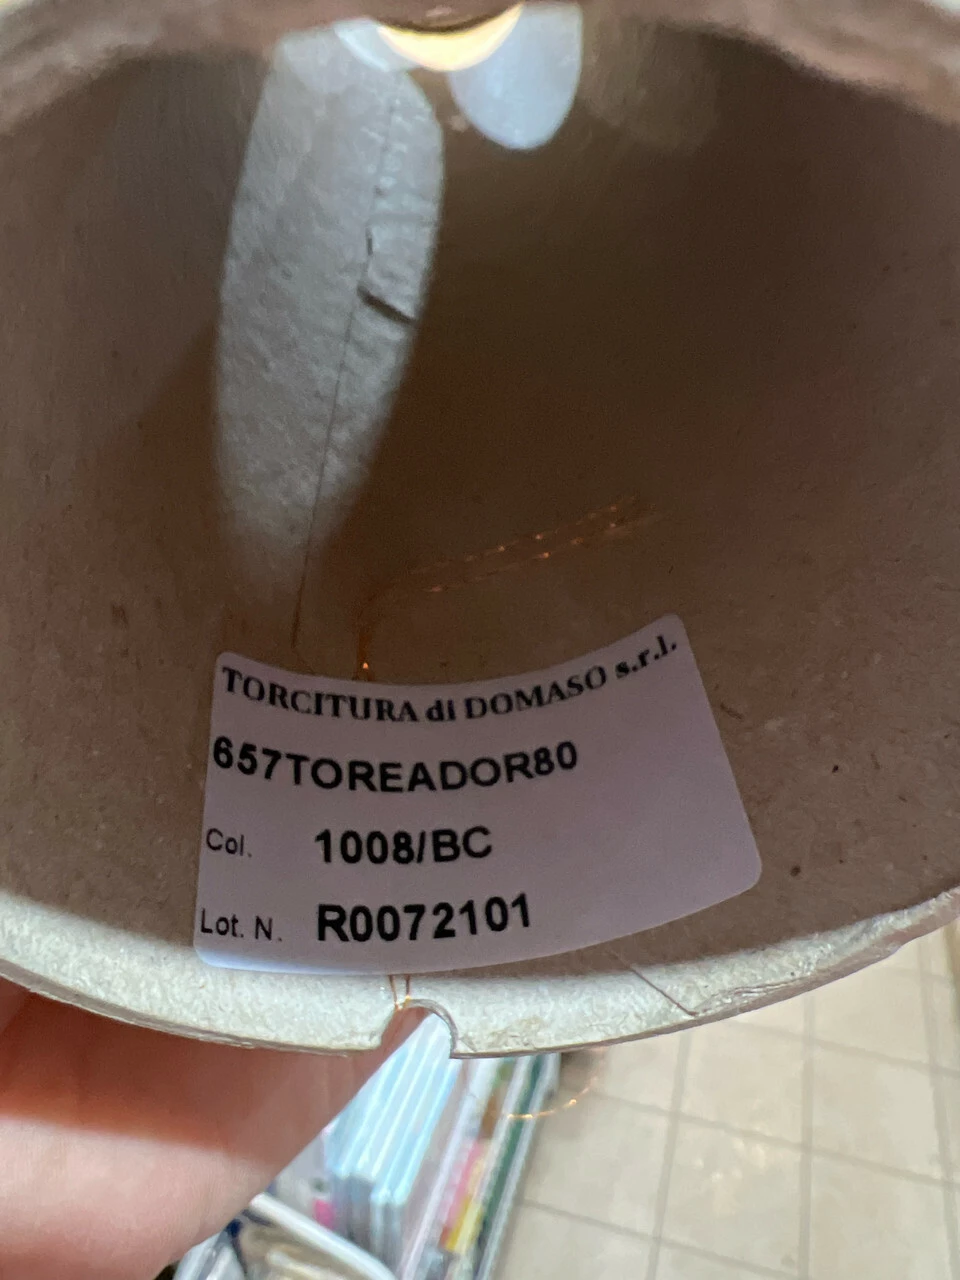 TORCITURA di DOMASO s.r.l.
657TOREADOR80
Col. 1008/BC
Lot. N. R0072101